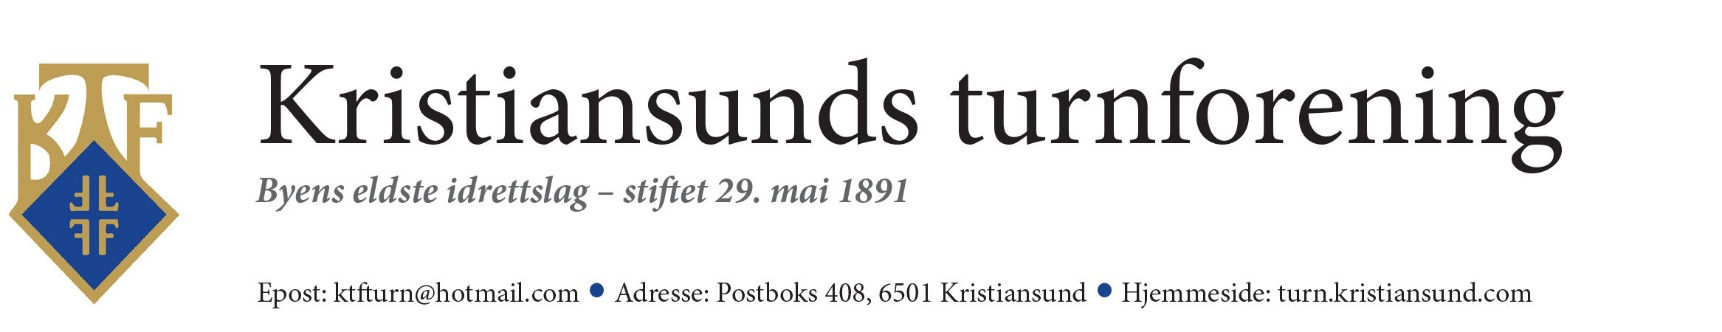 KTF
Kristiansunds turnforening
Byens eldste idrettslag – stiftet 29. mai 1891
Epost: ktfturn@hotmail.com ● Adresse: Postboks 408, 6501 Kristiansund ● Hjemmeside: turn.kristiansund.com